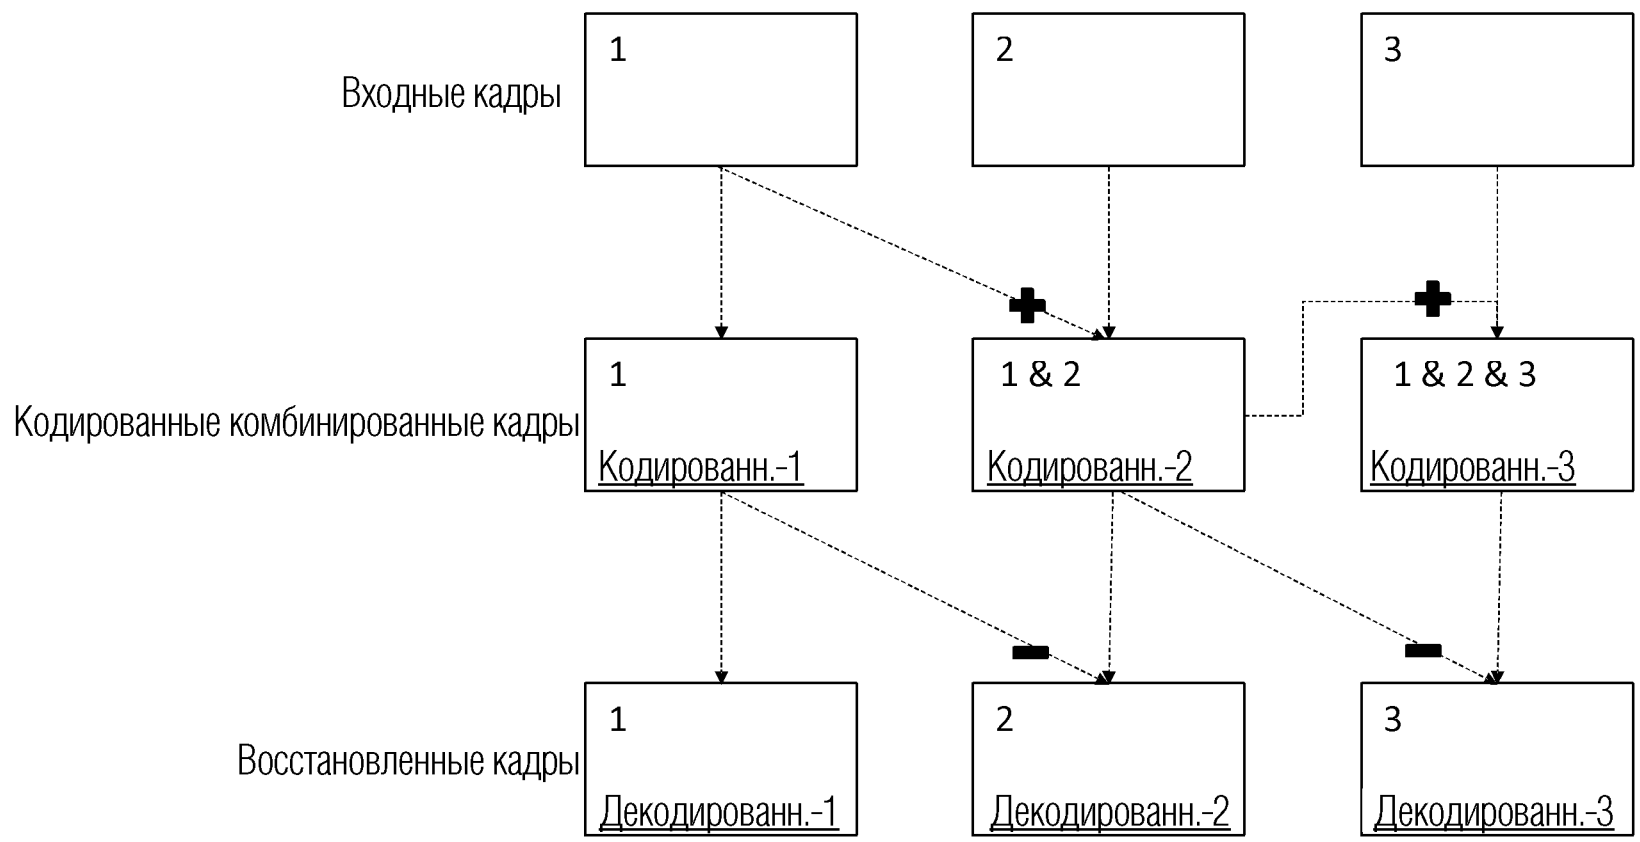 1
2
3
Входные кадры
1
1 & 2
1 & 2 & 3
Кодированные комбинированные кадры
Кодированн.-1
Кодированн.-2
Кодированн.-3
1
2
3
Восстановленные кадры
Декодированн.-1
Декодированн.-2
Декодированн.-3